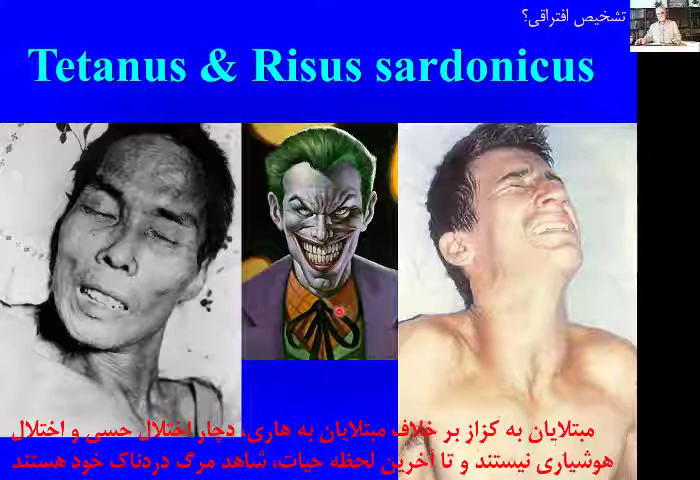 تشخیص افتراقی؟
Tetanus & Risus sardonicus
مبتلایان به کزاز بر خلاف مبتلایان به هاری، دچار اختلال حسی و اختلال
هوشیاری نیستند و تا آخرین لحظه حیات، شاهد مرگ دردناک خود هستند